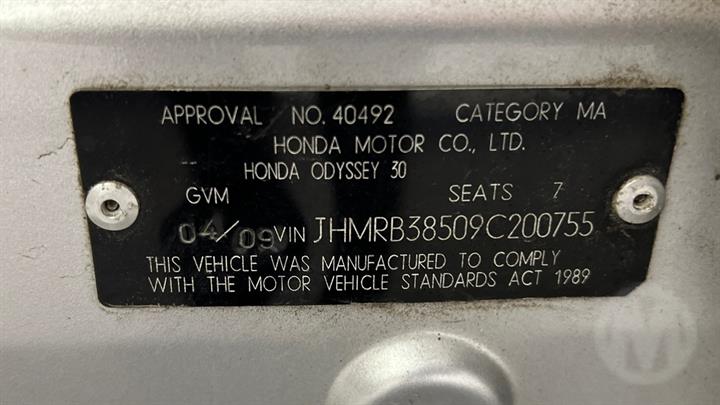 APPROVAL NO. 40492 CATEGORY MA
HONDA MOTOR CO., LTD.
HONDA ODYSSEY 30
GVM SEATS 7
04/09 VIN JHMRB38509C200755
THIS VEHICLE WAS MANUFACTURED TO COMPLY
WITH THE MOTOR VEHICLE STANDARDS ACT 1989
M